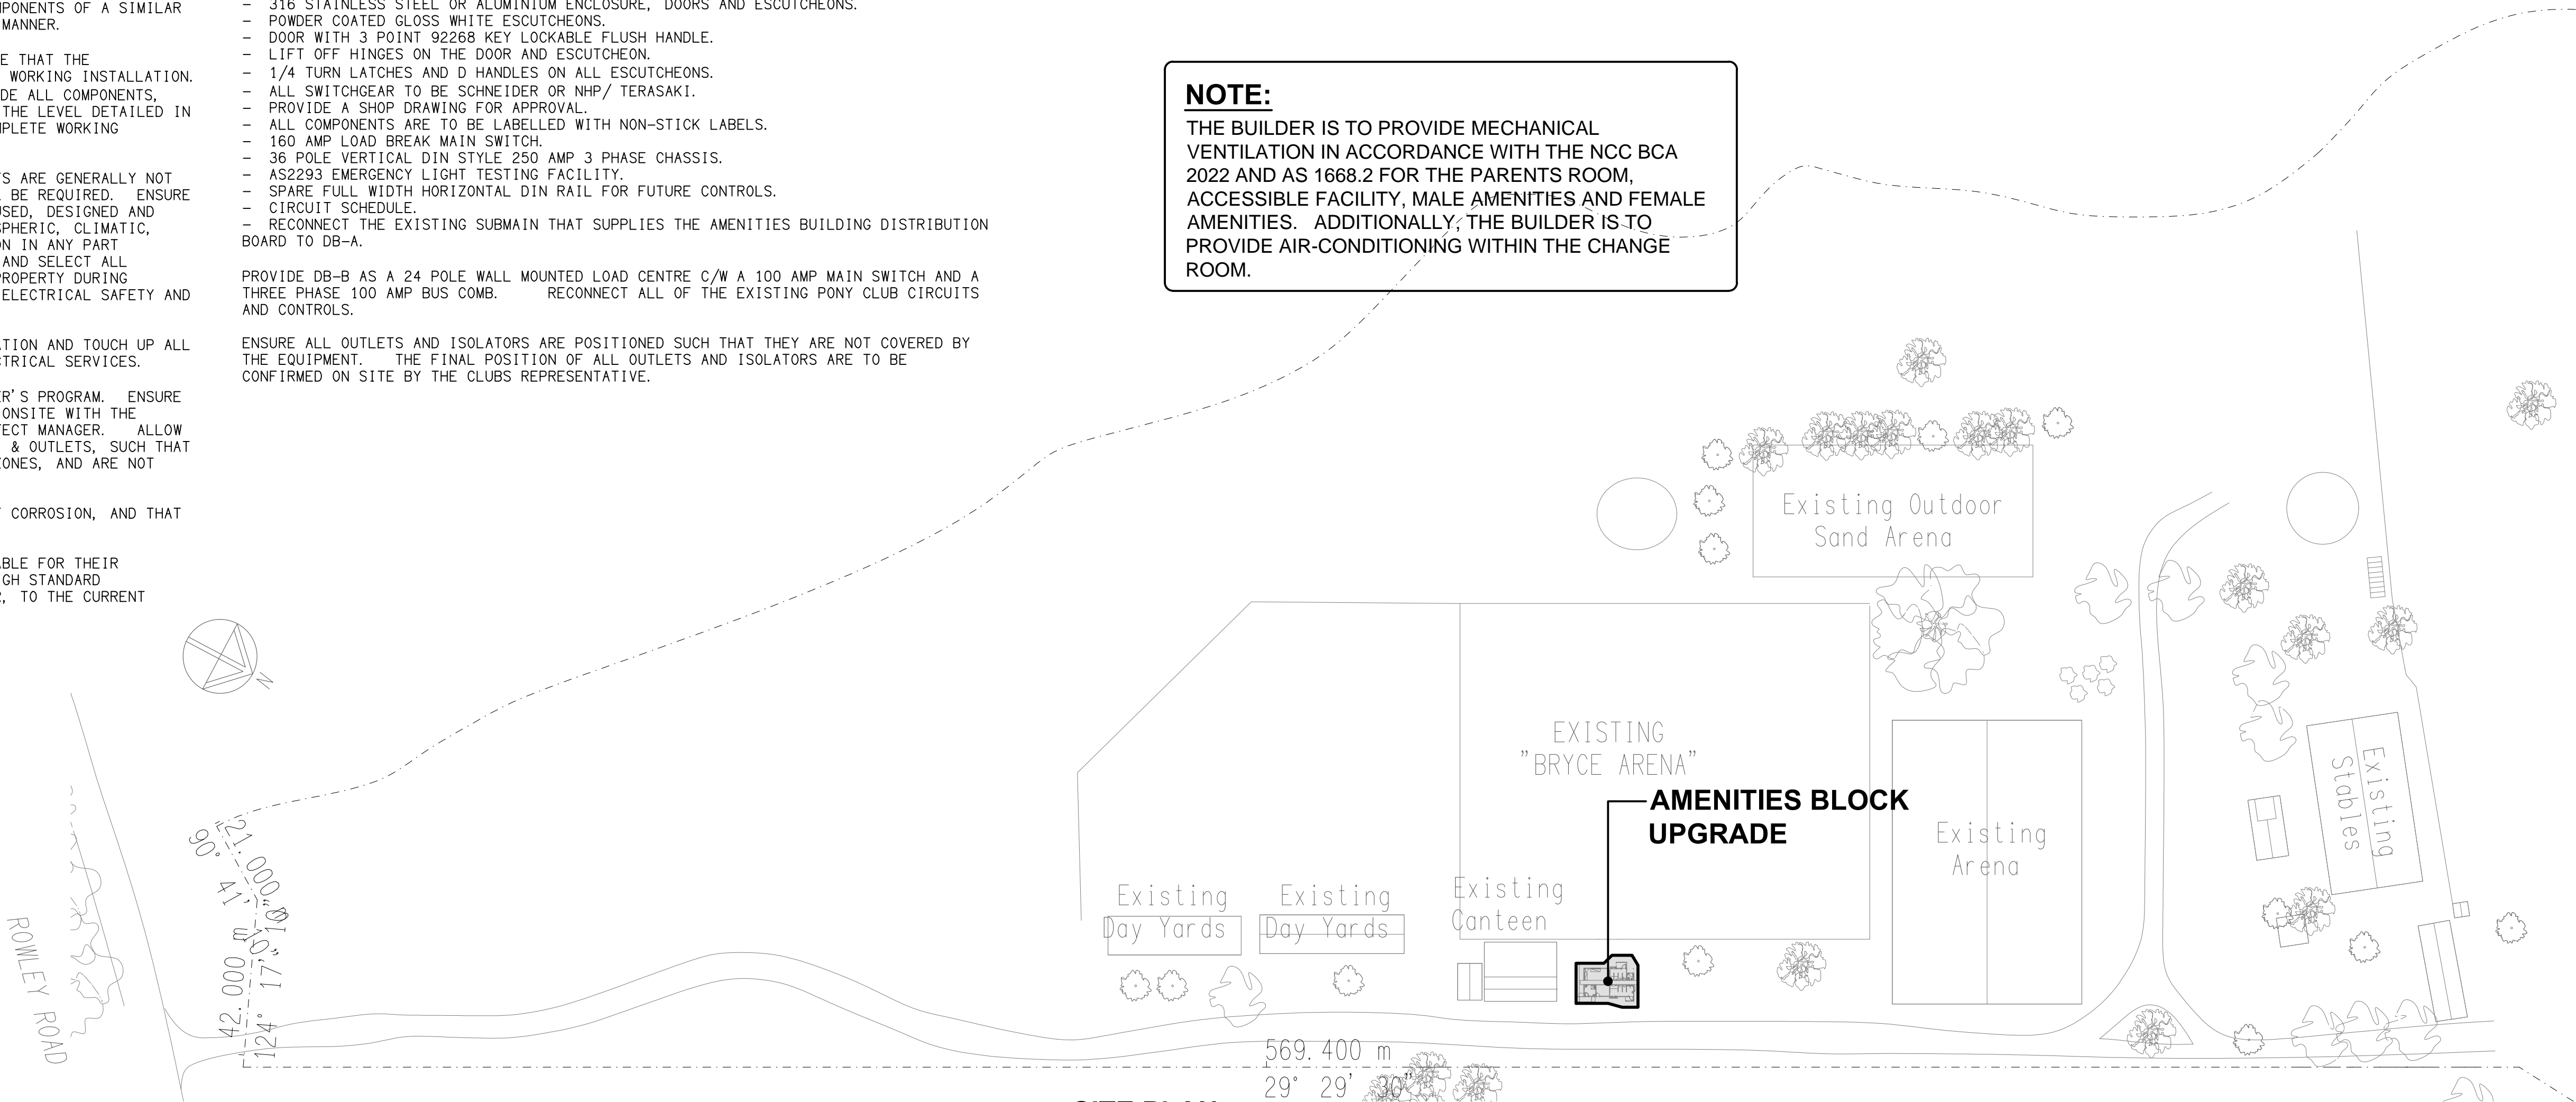 MPONENTS OF A SIMILAR
MANNER.
E THAT THE
WORKING INSTALLATION.
DE ALL COMPONENTS,
THE LEVEL DETAILED IN
MPLETE WORKING
TS ARE GENERALLY NOT
BE REQUIRED. ENSURE
USED, DESIGNED AND
SPHERIC, CLIMATIC,
ON IN ANY PART
AND SELECT ALL
PROPERTY DURING
ELECTRICAL SAFETY AND
ATION AND TOUCH UP ALL
CTRICAL SERVICES.
ER'S PROGRAM. ENSURE
ONSITE WITH THE
TECT MANAGER. ALLOW
& OUTLETS, SUCH THAT
ZONES, AND ARE NOT
CORROSION, AND THAT
ABLE FOR THEIR
IGH STANDARD
R, TO THE CURRENT
- 316 STAINLESS STEEL OR ALUMINIUM ENCLOSURE, DOORS AND ESCUTCHEONS.
- POWDER COATED GLOSS WHITE ESCUTCHEONS.
- DOOR WITH 3 POINT 92268 KEY LOCKABLE FLUSH HANDLE.
- LIFT OFF HINGES ON THE DOOR AND ESCUTCHEON.
- 1/4 TURN LATCHES AND D HANDLES ON ALL ESCUTCHEONS.
- ALL SWITCHGEAR TO BE SCHNEIDER OR NHP/ TERASAKI.
- PROVIDE A SHOP DRAWING FOR APPROVAL.
- ALL COMPONENTS ARE TO BE LABELLED WITH NON-STICK LABELS.
- 160 AMP LOAD BREAK MAIN SWITCH.
- 36 POLE VERTICAL DIN STYLE 250 AMP 3 PHASE CHASSIS.
- AS2293 EMERGENCY LIGHT TESTING FACILITY.
- SPARE FULL WIDTH HORIZONTAL DIN RAIL FOR FUTURE CONTROLS.
- CIRCUIT SCHEDULE.
- RECONNECT THE EXISTING SUBMAIN THAT SUPPLIES THE AMENITIES BUILDING DISTRIBUTION
BOARD TO DB-A.
PROVIDE DB-B AS A 24 POLE WALL MOUNTED LOAD CENTRE C/W A 100 AMP MAIN SWITCH AND A
THREE PHASE 100 AMP BUS COMB. RECONNECT ALL OF THE EXISTING PONY CLUB CIRCUITS
AND CONTROLS.
ENSURE ALL OUTLETS AND ISOLATORS ARE POSITIONED SUCH THAT THEY ARE NOT COVERED BY
THE EQUIPMENT. THE FINAL POSITION OF ALL OUTLETS AND ISOLATORS ARE TO BE
CONFIRMED ON SITE BY THE CLUBS REPRESENTATIVE.
NOTE:
THE BUILDER IS TO PROVIDE MECHANICAL
VENTILATION IN ACCORDANCE WITH THE NCC BCA
2022 AND AS 1668.2 FOR THE PARENTS ROOM,
ACCESSIBLE FACILITY, MALE AMENITIES AND FEMALE
AMENITIES. ADDITIONALLY, THE BUILDER IS TO
PROVIDE AIR-CONDITIONING WITHIN THE CHANGE
ROOM.
Existing Outdoor
Sand Arena
N
EXISTING
"BRYCE ARENA"
AMENITIES BLOCK
UPGRADE
Existing
Arena
Existing
Stables
Existing
Day Yards
Existing
Day Yards
Existing
Canteen
21.000
90° 41'
42.000 m
124° 17' 10"
ROWLEY ROAD
569.400 m
29° 29' 30"
SITE PLAN